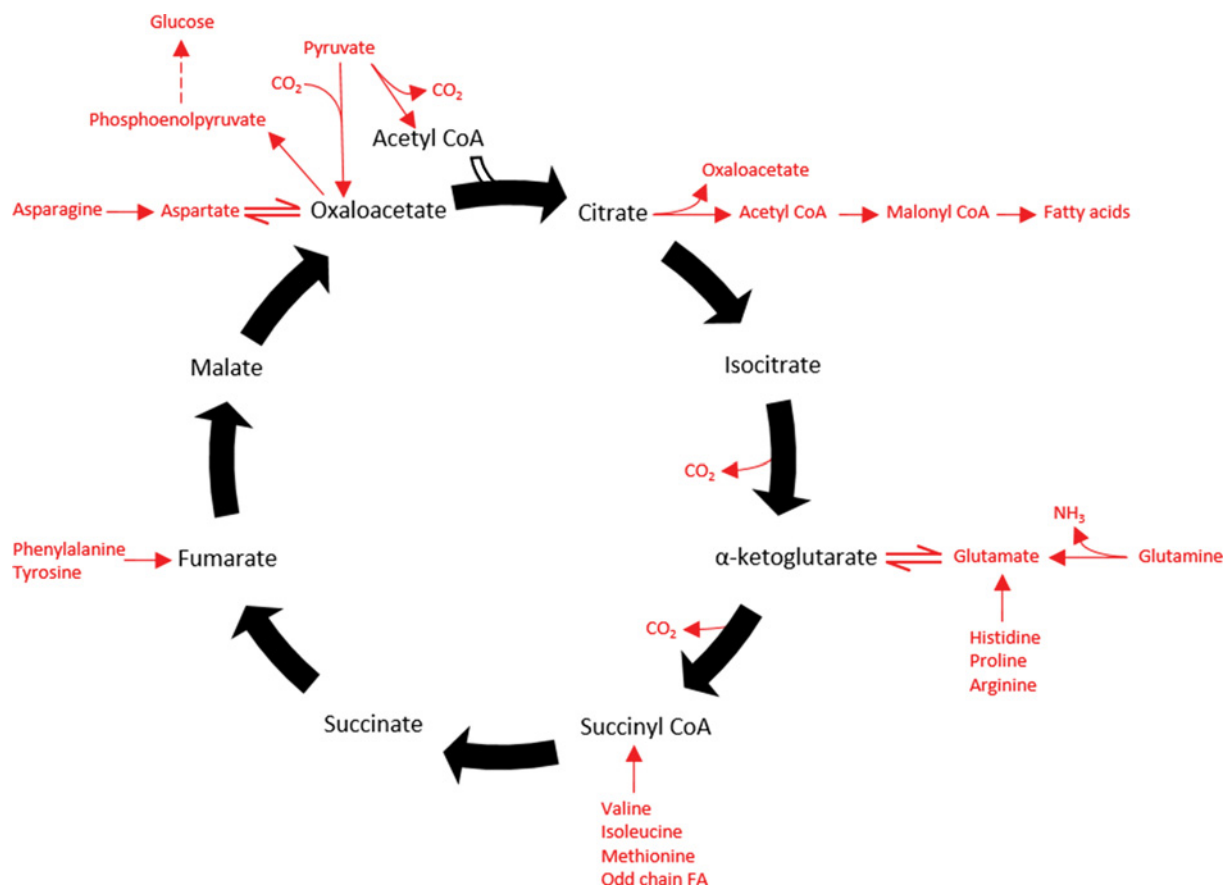 Glucose
Pyruvate
CO₂
CO₂
Phosphoenolpyruvate
Acetyl CoA
Oxaloacetate
Asparagine
Aspartate
Oxaloacetate
Citrate
Acetyl CoA
Malonyl CoA
Fatty acids
Malate
Isocitrate
CO₂
NH₃
Phenylalanine
Tyrosine
Fumarate
α-ketoglutarate
Glutamate
Glutamine
CO₂
Histidine
Proline
Arginine
Succinate
Succinyl CoA
Valine
Isoleucine
Methionine
Odd chain FA